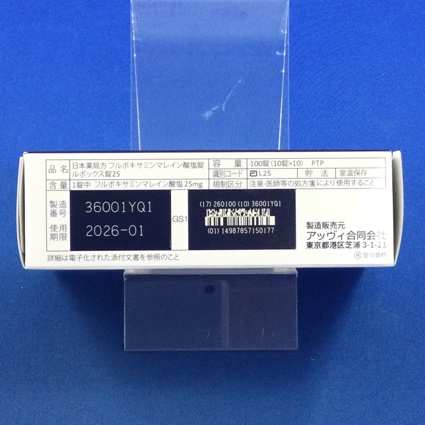 品 名 日本薬局方 フルボキサミンマレイン酸塩錠
ルボックス錠25
容 量 100錠(10錠×10) PTP
識別コード L25 貯 法 室温保存
含 量 1錠中 フルボキサミンマレイン酸塩25mg
規制区分 注意-医師等の処方箋により使用すること
製造番号 36001YQ1
使用期限 2026-01
GS1
(17) 260100 (10) 36001YQ1
(01) 14987857150177
製造販売元
アッヴィ合同会社
東京都港区芝浦 3-1-21
詳細は電子化された添付文書を参照のこと